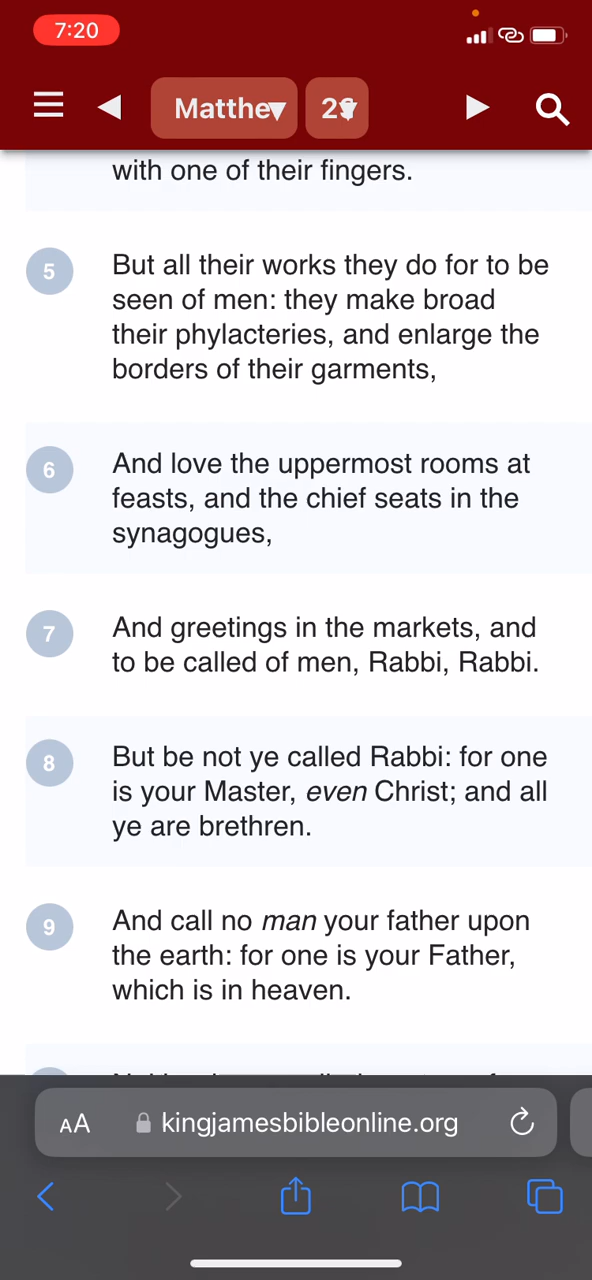 7:20
Matthe
with one of their fingers.
5
But all their works they do for to be
seen of men: they make broad
their phylacteries, and enlarge the
borders of their garments,
6
And love the uppermost rooms at
feasts, and the chief seats in the
synagogues,
7
And greetings in the markets, and
to be called of men, Rabbi, Rabbi.
8
But be not ye called Rabbi: for one
is your Master, even Christ; and all
ye are brethren.
9
And call no man your father upon
the earth: for one is your Father,
which is in heaven.
AA kingjamesbibleonline.org